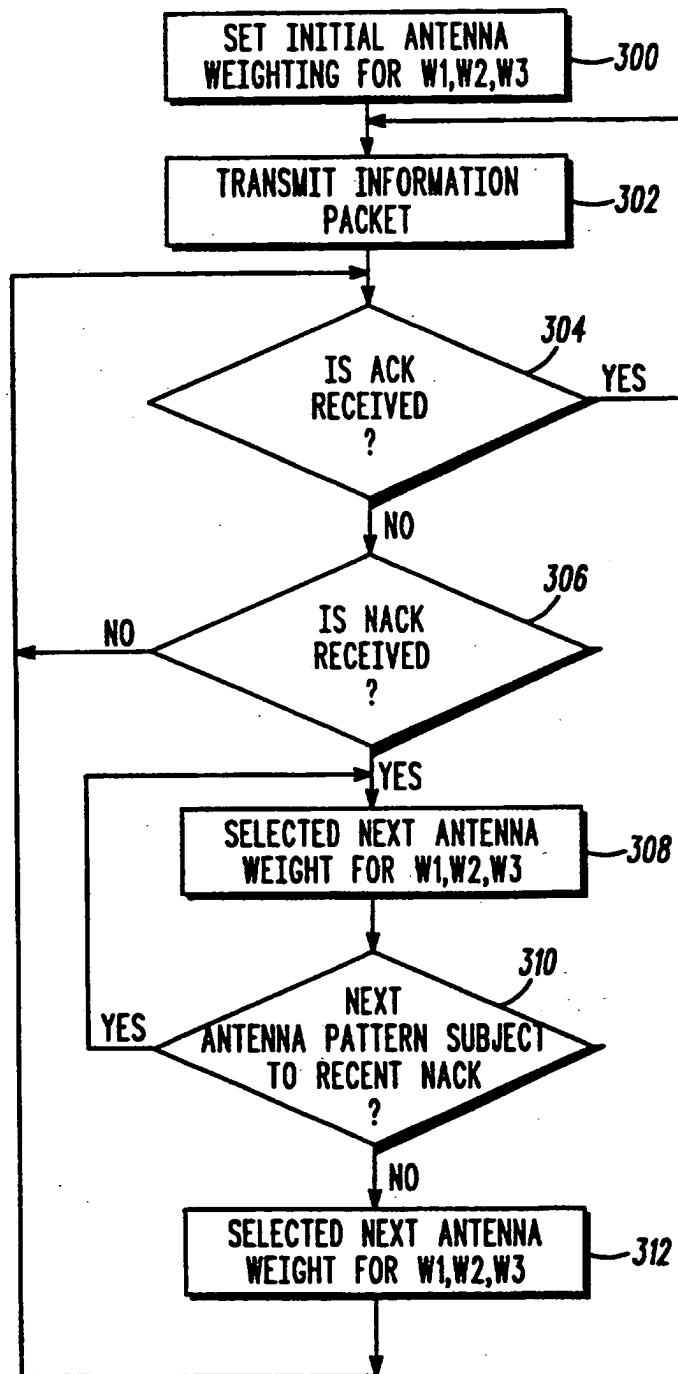 SET INITIAL ANTENNA
WEIGHTING FOR W1,W2,W3
300
TRANSMIT INFORMATION
PACKET
302
304
IS ACK
RECEIVED
?
YES
NO
306
IS NACK
RECEIVED
?
NO
YES
SELECTED NEXT ANTENNA
WEIGHT FOR W1,W2,W3
308
310
NEXT
ANTENNA PATTERN SUBJECT
TO RECENT NACK
?
YES
NO
SELECTED NEXT ANTENNA
WEIGHT FOR W1,W2,W3
312